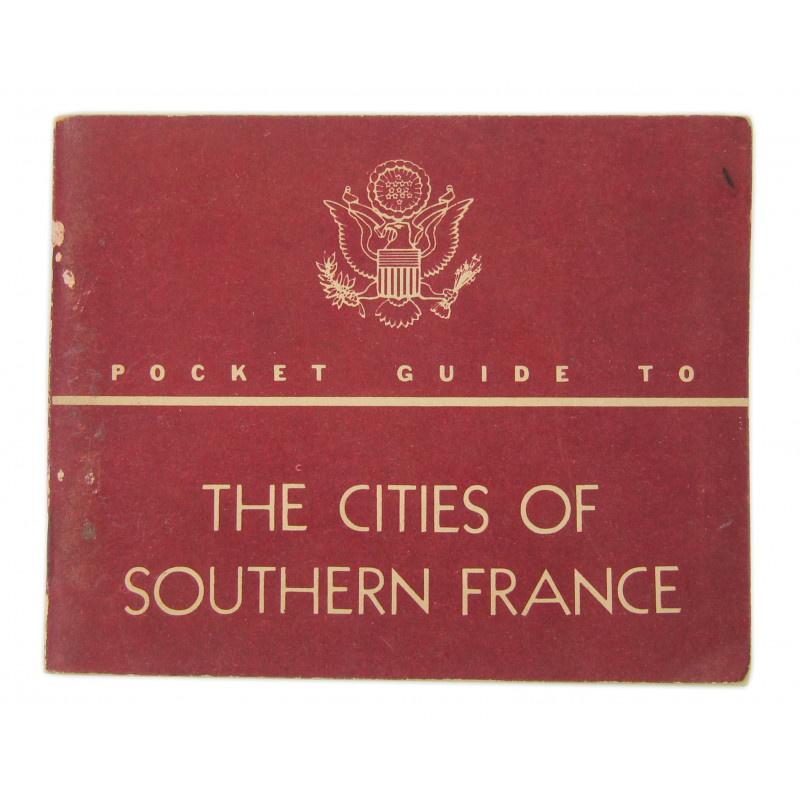 POCKET GUIDE TO
THE CITIES OF
SOUTHERN FRANCE